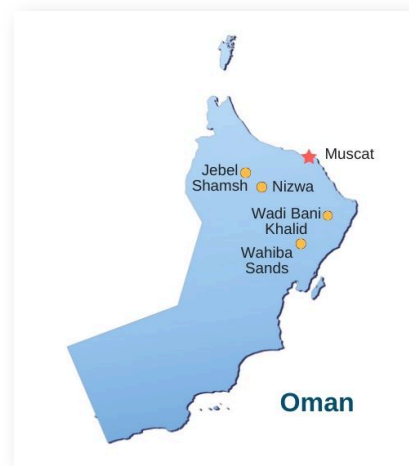 Muscat
Jebel
Shamsh
Nizwa
Wadi Bani
Khalid
Wahiba
Sands
Oman